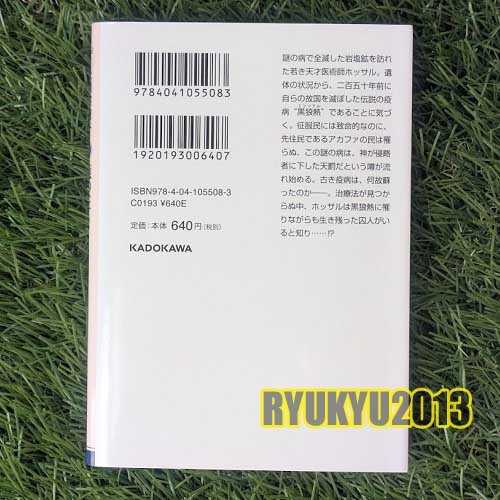 9784041055083
1920193006407
ISBN978-4-04-105508-3
C0193 ¥640E
定価:本体 640円(税別)
KADOKAWA
謎の病で全滅した岩塩鉱を訪れ
た若き天才医術師ホッサル。遺
体の状況から、二百五十年前に
自らの故国を滅ぼした伝説の疫
病“黒狼熱”であることに気づ
く。征服民には致命的なのに、
先住民であるアカファの民は罹
らぬ、この謎の病は、神が侵略
者に下した天罰だという噂が流
れ始める。古き疫病は、何故蘇
ったのか――。治療法が見つか
らぬ中、ホッサルは黒狼熱に罹
りながらも生き残った囚人がい
ると知り……!?
RYUKYU2013